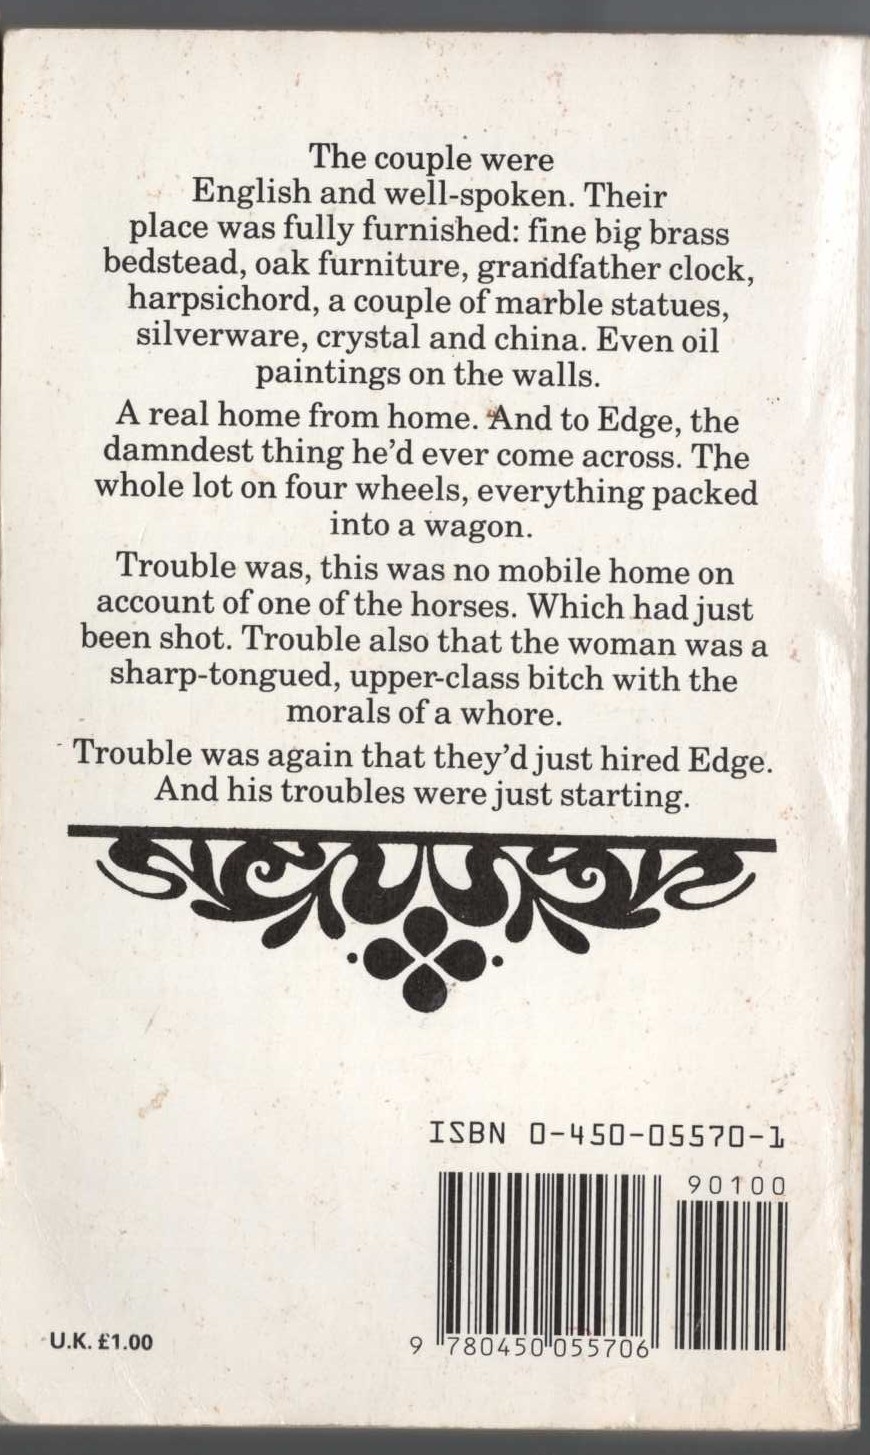 The couple were
English and well-spoken. Their
place was fully furnished: fine big brass
bedstead, oak furniture, grandfather clock,
harpsichord, a couple of marble statues,
silverware, crystal and china. Even oil
paintings on the walls.
A real home from home. And to Edge, the
damndest thing he'd ever come across. The
whole lot on four wheels, everything packed
into a wagon.
Trouble was, this was no mobile home on
account of one of the horses. Which had just
been shot. Trouble also that the woman was a
sharp-tongued, upper-class bitch with the
morals of a whore.
Trouble was again that they'd just hired Edge.
And his troubles were just starting.
ISBN 0-450-05570-1
90100
9 780450 055706
U.K. £1.00